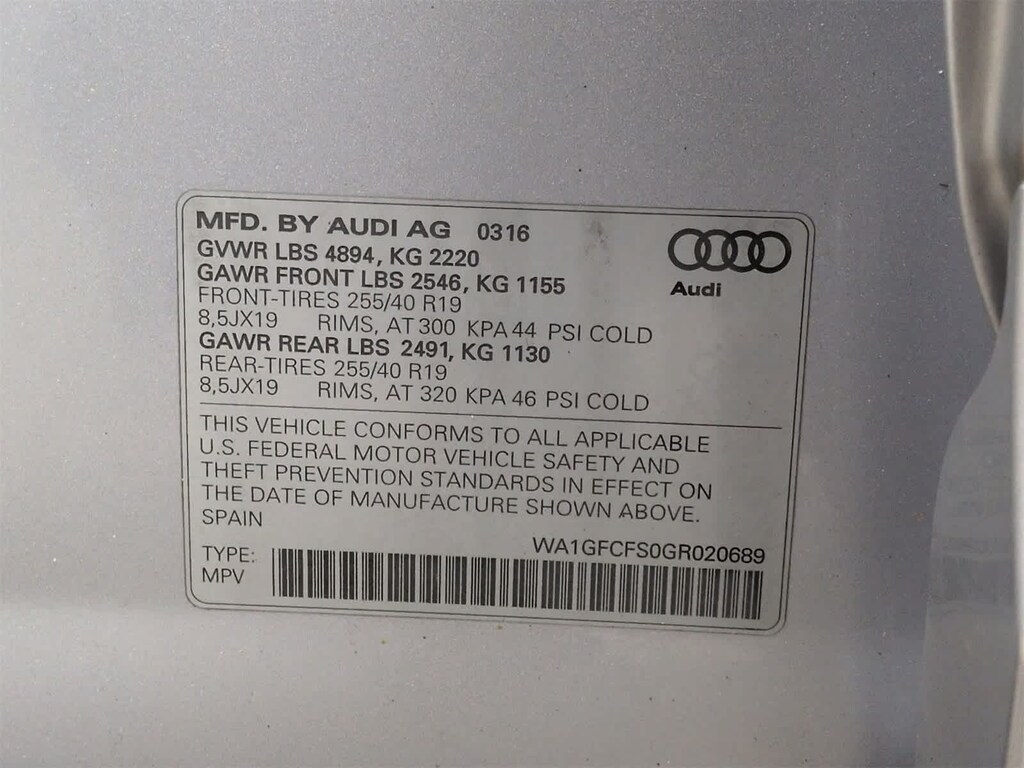 MFD. BY AUDI AG 0316
GVWR LBS 4894, KG 2220
GAWR FRONT LBS 2546, KG 1155
FRONT-TIRES 255/40 R19
8,5JX19 RIMS, AT 300 KPA 44 PSI COLD
GAWR REAR LBS 2491, KG 1130
REAR-TIRES 255/40 R19
8,5JX19 RIMS, AT 320 KPA 46 PSI COLD
Audi
THIS VEHICLE CONFORMS TO ALL APPLICABLE
U.S. FEDERAL MOTOR VEHICLE SAFETY AND
THEFT PREVENTION STANDARDS IN EFFECT ON
THE DATE OF MANUFACTURE SHOWN ABOVE.
SPAIN
WA1GFCFS0GR020689
TYPE:
MPV